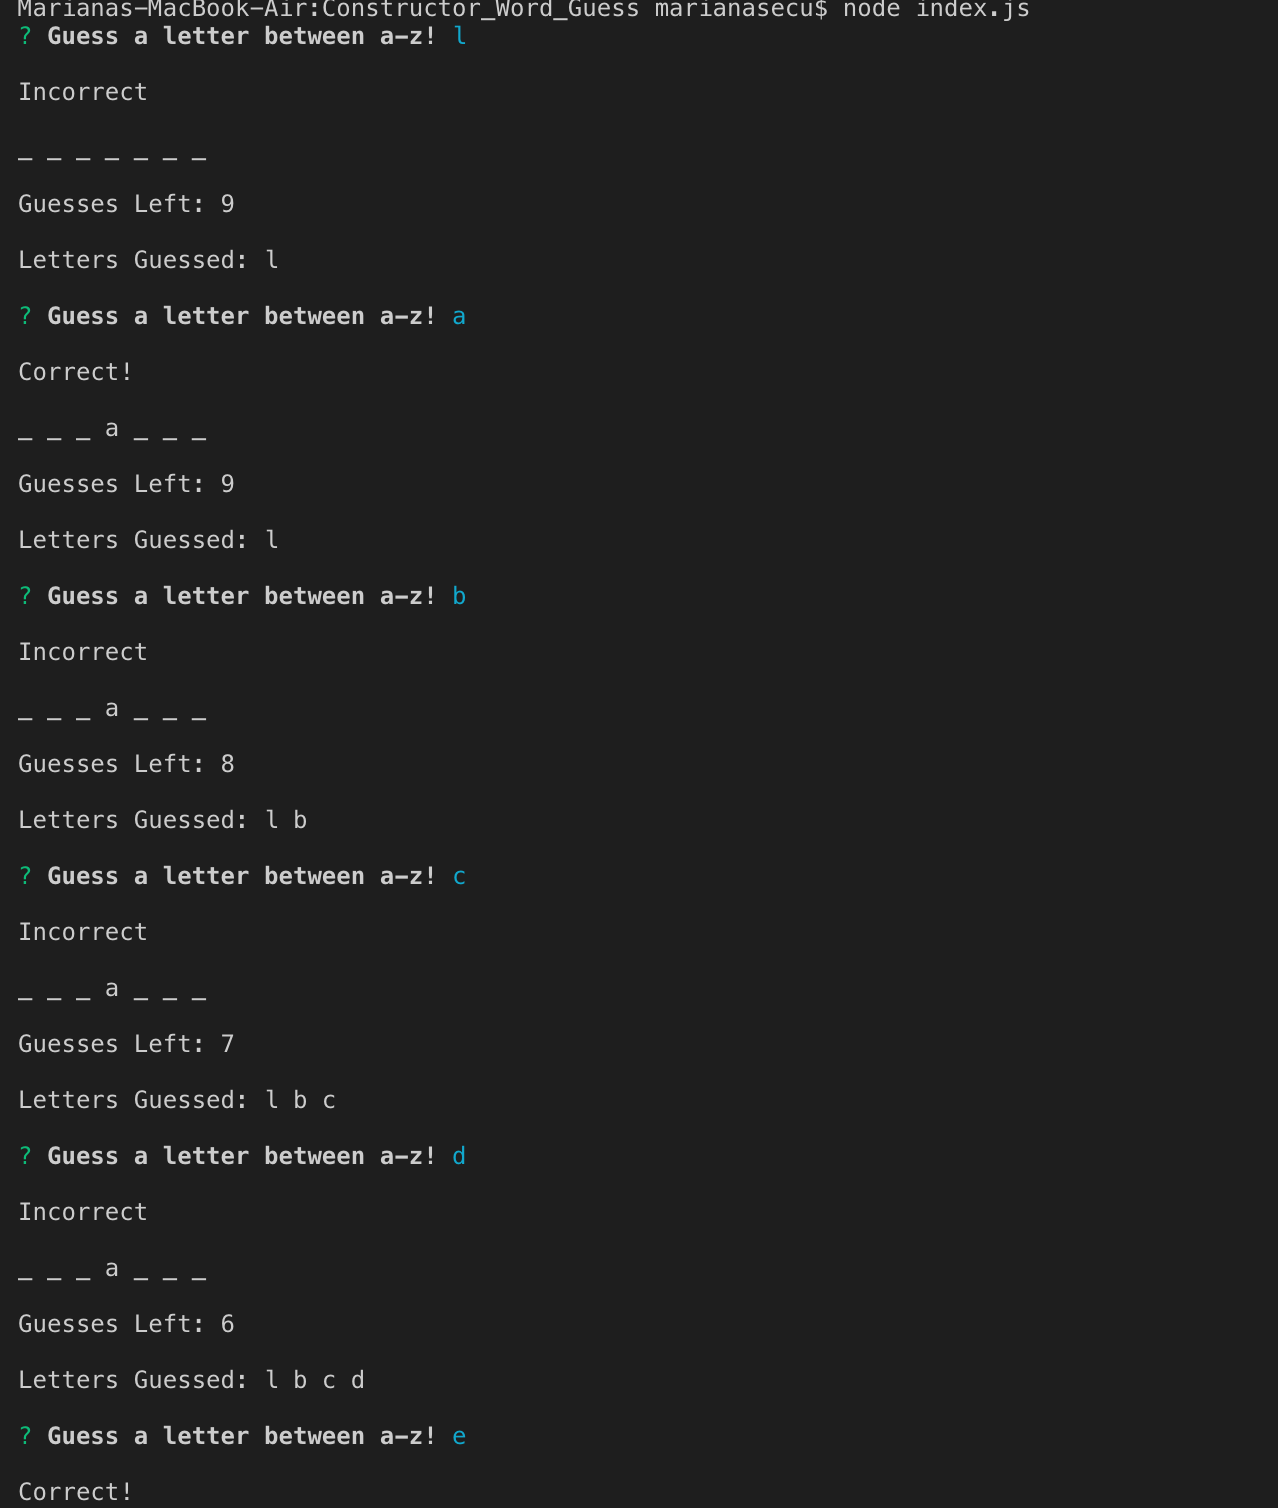 Marianas-MacBook-Air:Constructor_Word_Guess marianasecu$ node index.js
? Guess a letter between a-z! l
Incorrect
_ _ _ _ _ _ _
Guesses Left: 9
Letters Guessed: l
? Guess a letter between a-z! a
Correct!
_ _ _ a _ _ _
Guesses Left: 9
Letters Guessed: l
? Guess a letter between a-z! b
Incorrect
_ _ _ a _ _ _
Guesses Left: 8
Letters Guessed: l b
? Guess a letter between a-z! c
Incorrect
_ _ _ a _ _ _
Guesses Left: 7
Letters Guessed: l b c
? Guess a letter between a-z! d
Incorrect
_ _ _ a _ _ _
Guesses Left: 6
Letters Guessed: l b c d
? Guess a letter between a-z! e
Correct!